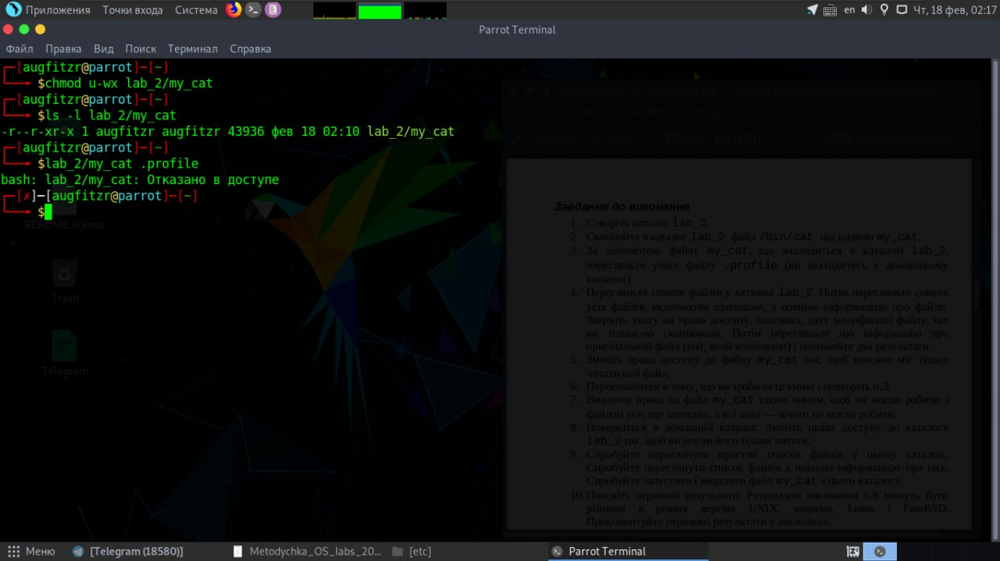 Приложения Точки входа Система en Чт, 18 фев, 02:17
Parrot Terminal
Файл Правка Вид Поиск Терминал Справка
┌─[augfitzr@parrot]─[~]
└──╼ $chmod u-wx lab_2/my_cat
┌─[augfitzr@parrot]─[~]
└──╼ $ls -l lab_2/my_cat
-r--r-xr-x 1 augfitzr augfitzr 43936 фев 18 02:10 lab_2/my_cat
┌─[augfitzr@parrot]─[~]
└──╼ $lab_2/my_cat .profile
bash: lab_2/my_cat: Отказано в доступе
┌─[✗]─[augfitzr@parrot]─[~]
└──╼ $
README.license
Trash
Telegram
Metodychka_OS_labs_2019.pdf — Лабораторний практикум з операційних
File Edit View Go Bookmarks Help
Previous Next 27 (27 of 74) 85%
Завдання до виконання
1. Створіть каталог lab_2.
2. Скопіюйте в каталог lab_2 файл /bin/cat під назвою my_cat.
3. За допомогою файлу my_cat, що знаходиться в каталозі lab_2,
перегляньте уміст файлу .profile (ви знаходитесь у домашньому
каталозі).
4. Перегляньте список файлів у каталозі lab_2. Потім перегляньте список
усіх файлів, включаючи приховані, з повною інформацією про файли.
Зверніть увагу на права доступу, власника, дату модифікації файлу, що
ви тільки-но скопіювали. Потім перегляньте цю інформацію про
оригінальний файл (той, який копіювали) і порівняйте два результати.
5. Змініть права доступу до файлу my_cat так, щоб власник міг тільки
читати цей файл.
6. Переконайтеся в тому, що ви зробили ці зміни і повторіть п.3.
7. Визначте права на файл my_cat таким чином, щоб ви могли робити з
файлом усе, що завгодно, а всі інші — нічого не могли робити.
8. Поверніться в домашній каталог. Змініть права доступу до каталогу
lab_2 так, щоб ви могли його тільки читати.
9. Спробуйте переглянути простий список файлів у цьому каталозі.
Спробуйте переглянути список файлів з повною інформацією про них.
Спробуйте запустити і видалити файл my_cat з цього каталогу.
10. Поясніть отримані результати. Результати виконання п.8 можуть бути
різними в різних версіях UNIX, зокрема, Linux і FreeBSD.
Прокоментуйте отримані результати у висновках.
Меню [Telegram (18580)] Metodychka_OS_labs_20... [etc] Parrot Terminal